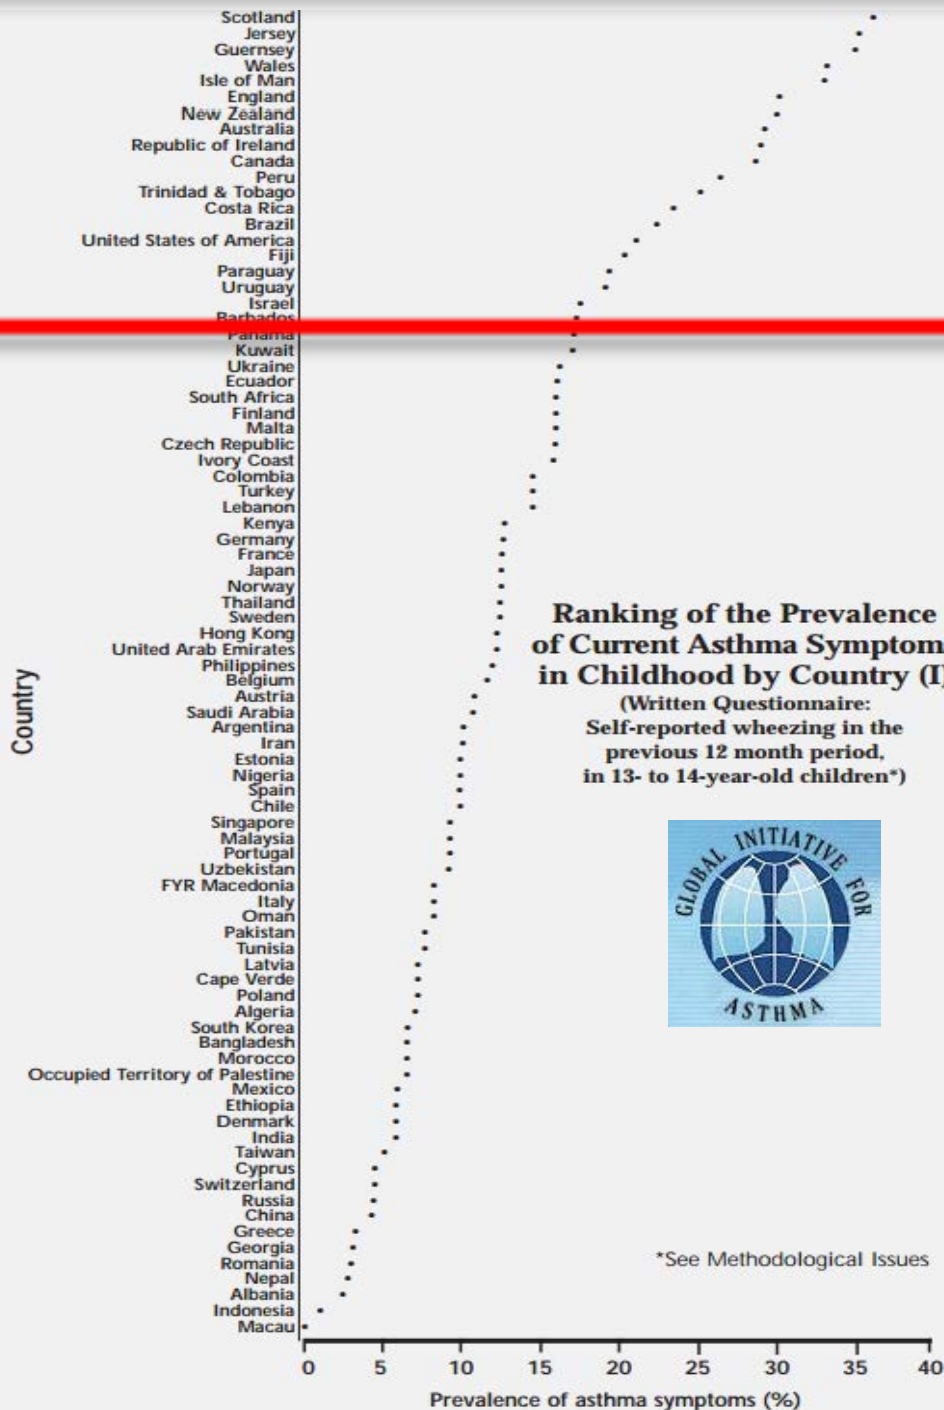 Scotland
Jersey
Guernsey
Wales
Isle of Man
England
New Zealand
Australia
Republic of Ireland
Canada
Peru
Trinidad & Tobago
Costa Rica
Brazil
United States of America
Fiji
Paraguay
Uruguay
Israel
Barbados
Panama
Kuwait
Ukraine
Ecuador
South Africa
Finland
Malta
Czech Republic
Ivory Coast
Colombia
Turkey
Lebanon
Kenya
Germany
France
Japan
Norway
Thailand
Sweden
Hong Kong
United Arab Emirates
Philippines
Belgium
Austria
Saudi Arabia
Argentina
Iran
Estonia
Nigeria
Spain
Chile
Singapore
Malaysia
Portugal
Uzbekistan
FYR Macedonia
Italy
Oman
Pakistan
Tunisia
Latvia
Cape Verde
Poland
Algeria
South Korea
Bangladesh
Morocco
Occupied Territory of Palestine
Mexico
Ethiopia
Denmark
India
Taiwan
Cyprus
Switzerland
Russia
China
Greece
Georgia
Romania
Nepal
Albania
Indonesia
Macau
Country
Ranking of the Prevalence
of Current Asthma Symptom
in Childhood by Country (I)
(Written Questionnaire:
Self-reported wheezing in the
previous 12 month period,
in 13- to 14-year-old children*)
GLOBAL INITIATIVE FOR
ASTHMA
*See Methodological Issues
0 5 10 15 20 25 30 35 40
Prevalence of asthma symptoms (%)